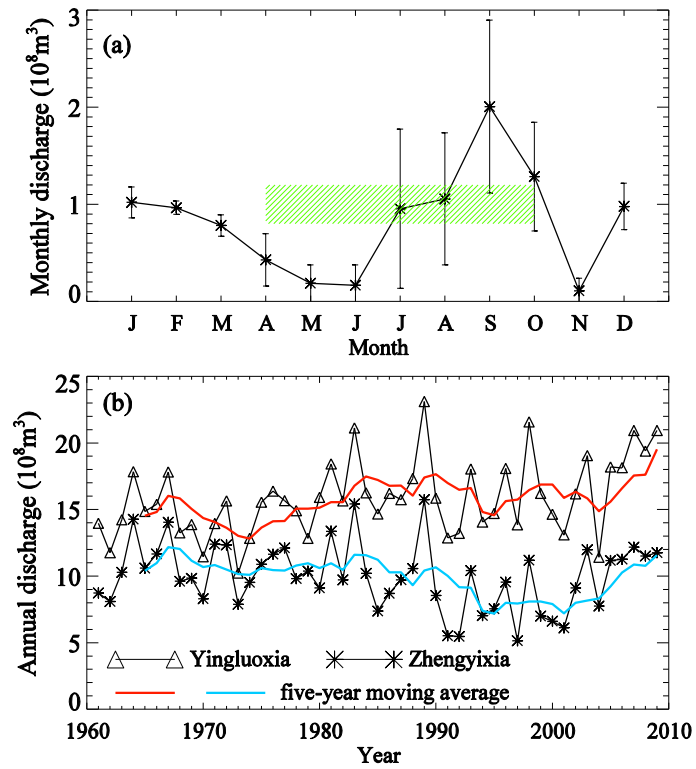 (a)
Monthly discharge (10⁸m³)
3
2
1
0
J F M A M J J A S O N D
Month
(b)
Annual discharge (10⁸m³)
25
20
15
10
5
0
Yingluoxia Zhengyixia
five-year moving average
1960 1970 1980 1990 2000 2010
Year